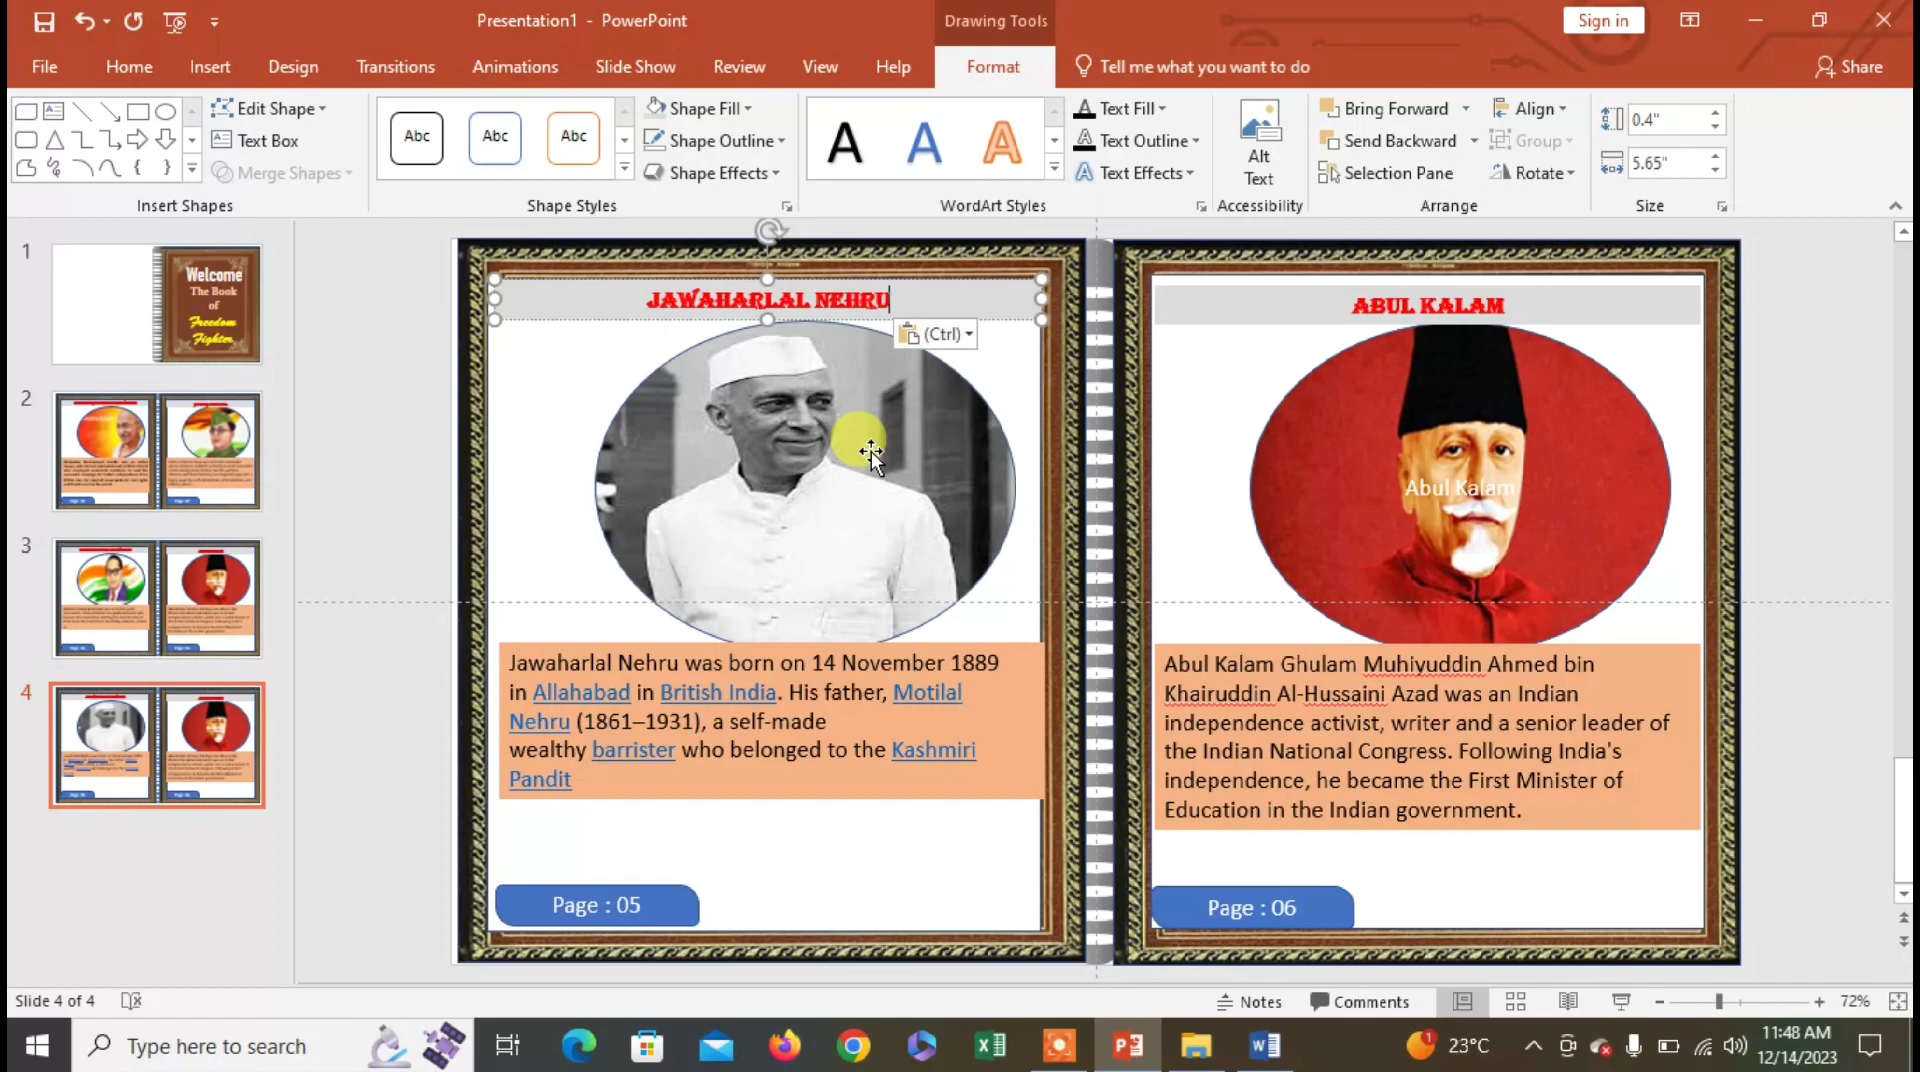 Presentation1 - PowerPoint
Drawing Tools
Sign in
File
Home
Insert
Design
Transitions
Animations
Slide Show
Review
View
Help
Format
Tell me what you want to do
Share
Edit Shape
Text Box
Merge Shapes
Insert Shapes
Abc
Abc
Abc
Shape Fill
Shape Outline
Shape Effects
Shape Styles
A
A
A
Text Fill
Text Outline
Text Effects
WordArt Styles
Alt
Text
Accessibility
Bring Forward
Send Backward
Selection Pane
Align
Group
Rotate
Arrange
0.4"
5.65"
Size
1
Welcome
The Book
of
Freedom
Fighter
2
3
4
JAWAHARLAL NEHRU
(Ctrl)
Jawaharlal Nehru was born on 14 November 1889
in Allahabad in British India. His father, Motilal
Nehru (1861–1931), a self-made
wealthy barrister who belonged to the Kashmiri
Pandit
Page : 05
ABUL KALAM
Abul Kalam
Abul Kalam Ghulam Muhiyuddin Ahmed bin
Khairuddin Al-Hussaini Azad was an Indian
independence activist, writer and a senior leader of
the Indian National Congress. Following India's
independence, he became the First Minister of
Education in the Indian government.
Page : 06
Slide 4 of 4
Notes
Comments
72%
Type here to search
23°C
11:48 AM
12/14/2023